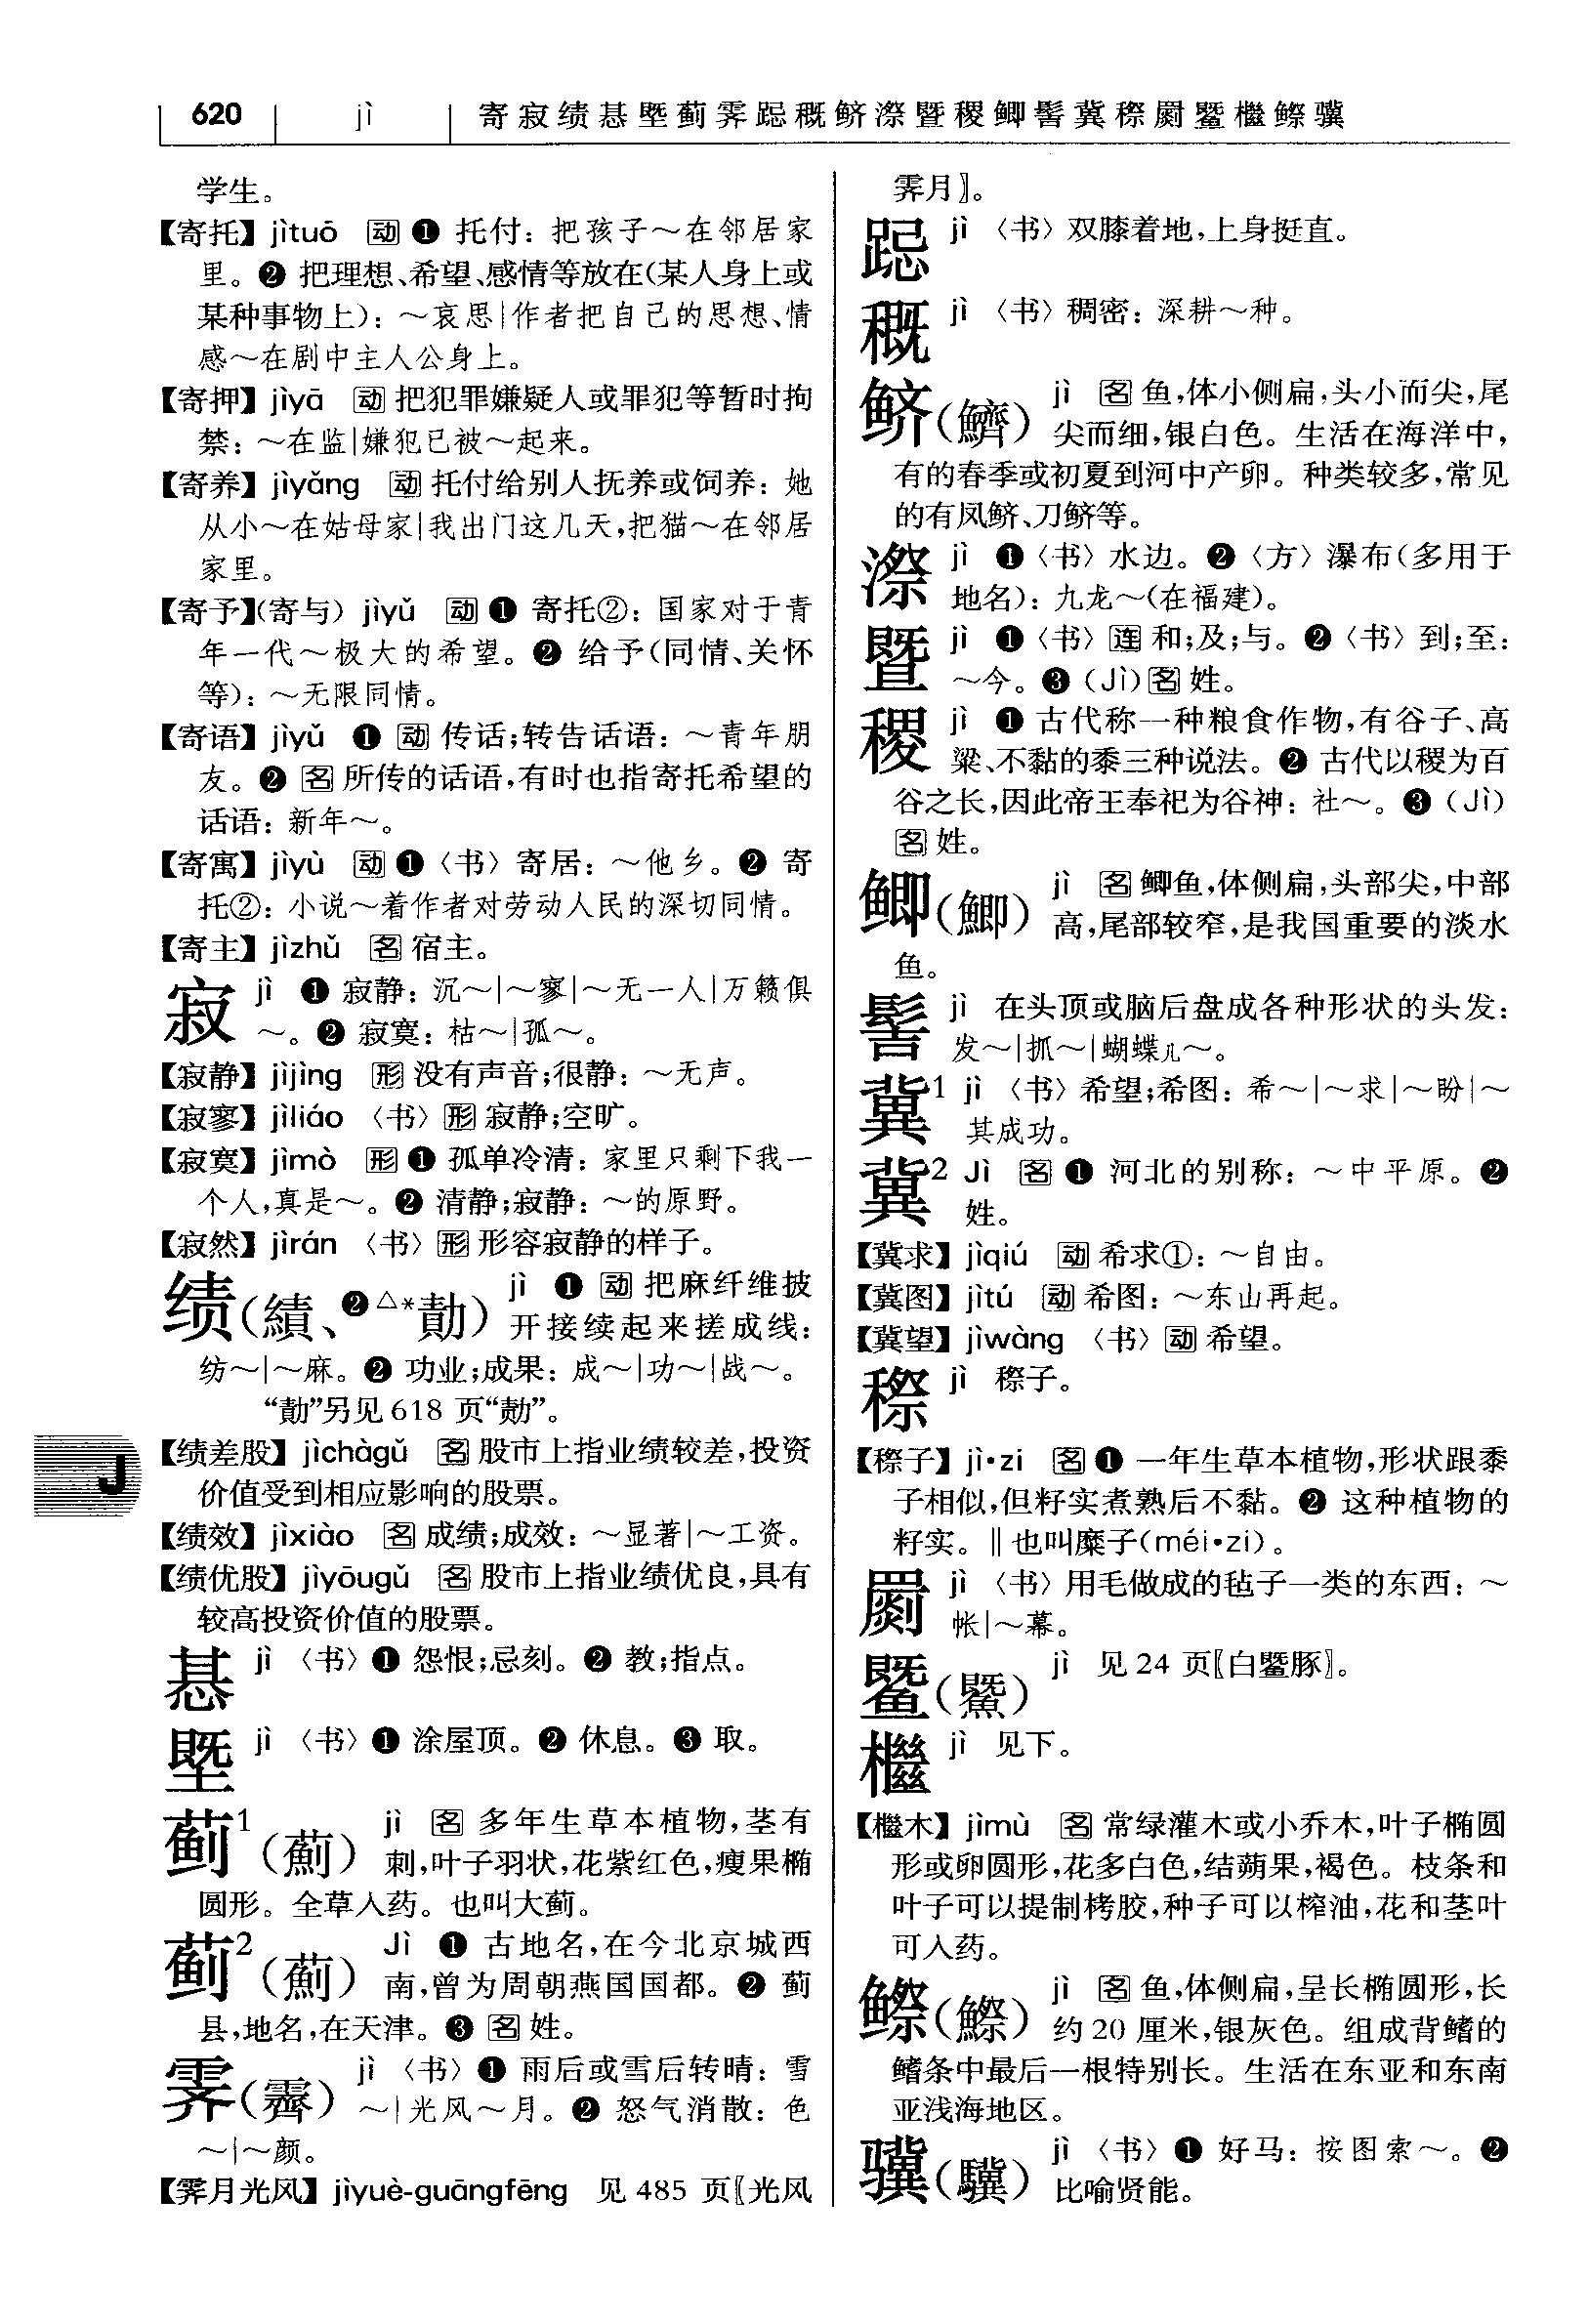 620 jì 寄寂绩惎塈蓟霁跽穊鲚漈暨稷鲫髻冀穄罽鱀檵鰶骥
学生。
【寄托】jìtuō 动 ❶ 托付：把孩子～在邻居家
里。❷ 把理想、希望、感情等放在(某人身上或
某种事物上)：～哀思|作者把自己的思想、情
感～在剧中主人公身上。
【寄押】jìyā 动 把犯罪嫌疑人或罪犯等暂时拘
禁：～在监|嫌犯已被～起来。
【寄养】jìyǎng 动 托付给别人抚养或饲养：她
从小～在姑母家|我出门这几天,把猫～在邻居
家里。
【寄予】(寄与) jìyǔ 动 ❶ 寄托②：国家对于青
年一代～极大的希望。❷ 给予(同情、关怀
等)：～无限同情。
【寄语】jìyǔ ❶ 动 传话;转告话语：～青年朋
友。❷ 名 所传的话语,有时也指寄托希望的
话语：新年～。
【寄寓】jìyù 动 ❶〈书〉寄居：～他乡。❷ 寄
托②：小说～着作者对劳动人民的深切同情。
【寄主】jìzhǔ 名 宿主。
寂 jì ❶ 寂静：沉～|～寥|～无一人|万籁俱
～。❷ 寂寞：枯～|孤～。
【寂静】jìjìng 形 没有声音;很静：～无声。
【寂寥】jìliáo 〈书〉形 寂静;空旷。
【寂寞】jìmò 形 ❶ 孤单冷清：家里只剩下我一
个人,真是～。❷ 清静;寂静：～的原野。
【寂然】jìrán 〈书〉形 形容寂静的样子。
绩(績、❷△*勣) jì ❶ 动 把麻纤维披
开接续起来搓成线：
纺～|～麻。❷ 功业;成果：成～|功～|战～。
“勣”另见 618 页“勣”。
【绩差股】jìchàgǔ 名 股市上指业绩较差,投资
价值受到相应影响的股票。
J
【绩效】jìxiào 名 成绩;成效：～显著|～工资。
【绩优股】jìyōugǔ 名 股市上指业绩优良,具有
较高投资价值的股票。
惎 jì 〈书〉❶ 怨恨;忌刻。❷ 教;指点。
塈 jì 〈书〉❶ 涂屋顶。❷ 休息。❸ 取。
蓟1(薊) jì 名 多年生草本植物,茎有
刺,叶子羽状,花紫红色,瘦果椭
圆形。全草入药。也叫大蓟。
蓟2(薊) Jì ❶ 古地名,在今北京城西
南,曾为周朝燕国国都。❷ 蓟
县,地名,在天津。❸ 名 姓。
霁(霽) jì 〈书〉❶ 雨后或雪后转晴：雪
～|光风～月。❷ 怒气消散：色
～|～颜。
【霁月光风】jìyuè-guāngfēng 见 485 页〖光风
霁月〗。
跽 jì 〈书〉双膝着地,上身挺直。
穊 jì 〈书〉稠密：深耕～种。
鲚(鱭) jì 名 鱼,体小侧扁,头小而尖,尾
尖而细,银白色。生活在海洋中,
有的春季或初夏到河中产卵。种类较多,常见
的有凤鲚、刀鲚等。
漈 jì ❶〈书〉水边。❷〈方〉瀑布(多用于
地名)：九龙～(在福建)。
暨 jì ❶〈书〉连 和;及;与。❷〈书〉到;至：
～今。❸ (Jì) 名 姓。
稷 jì ❶ 古代称一种粮食作物,有谷子、高
粱、不黏的黍三种说法。❷ 古代以稷为百
谷之长,因此帝王奉祀为谷神：社～。❸ (Jì)
名 姓。
鲫(鯽) jì 名 鲫鱼,体侧扁,头部尖,中部
高,尾部较窄,是我国重要的淡水
鱼。
髻 jì 在头顶或脑后盘成各种形状的头发：
发～|抓～|蝴蝶儿～。
冀1 jì 〈书〉希望;希图：希～|～求|～盼|～
其成功。
冀2 Jì 名 ❶ 河北的别称：～中平原。❷
姓。
【冀求】jìqiú 动 希求①：～自由。
【冀图】jìtú 动 希图：～东山再起。
【冀望】jìwàng 〈书〉动 希望。
穄 jì 穄子。
【穄子】jì•zi 名 ❶ 一年生草本植物,形状跟黍
子相似,但籽实煮熟后不黏。❷ 这种植物的
籽实。‖也叫糜子(méi•zi)。
罽 jì 〈书〉用毛做成的毡子一类的东西：～
帐|～幕。
鱀(鱀) jì 见 24 页〖白鱀豚〗。
檵 jì 见下。
【檵木】jìmù 名 常绿灌木或小乔木,叶子椭圆
形或卵圆形,花多白色,结蒴果,褐色。枝条和
叶子可以提制栲胶,种子可以榨油,花和茎叶
可入药。
鰶(鰶) jì 名 鱼,体侧扁,呈长椭圆形,长
约 20 厘米,银灰色。组成背鳍的
鳍条中最后一根特别长。生活在东亚和东南
亚浅海地区。
骥(驥) jì 〈书〉❶ 好马：按图索～。❷
比喻贤能。